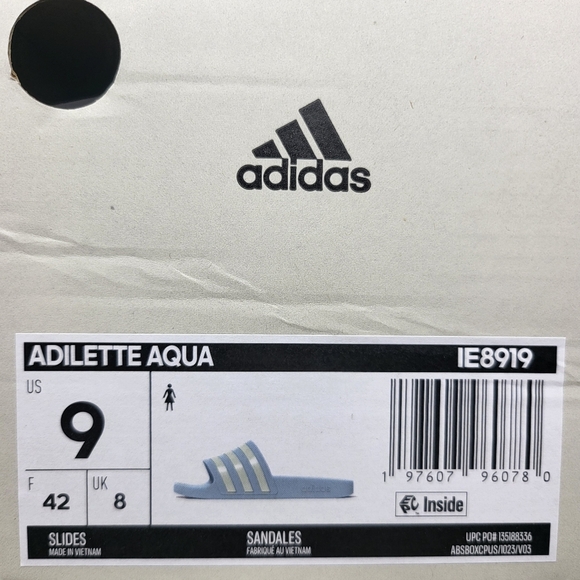 adidas
ADILETTE AQUA IE8919
US
9
F
42
UK
8
1 97607 96078 0
Inside
SLIDES
MADE IN VIETNAM
SANDALES
FABRIQUÉ AU VIETNAM
UPC PO# 135188336
ABSBOXCPUS/1023/V03